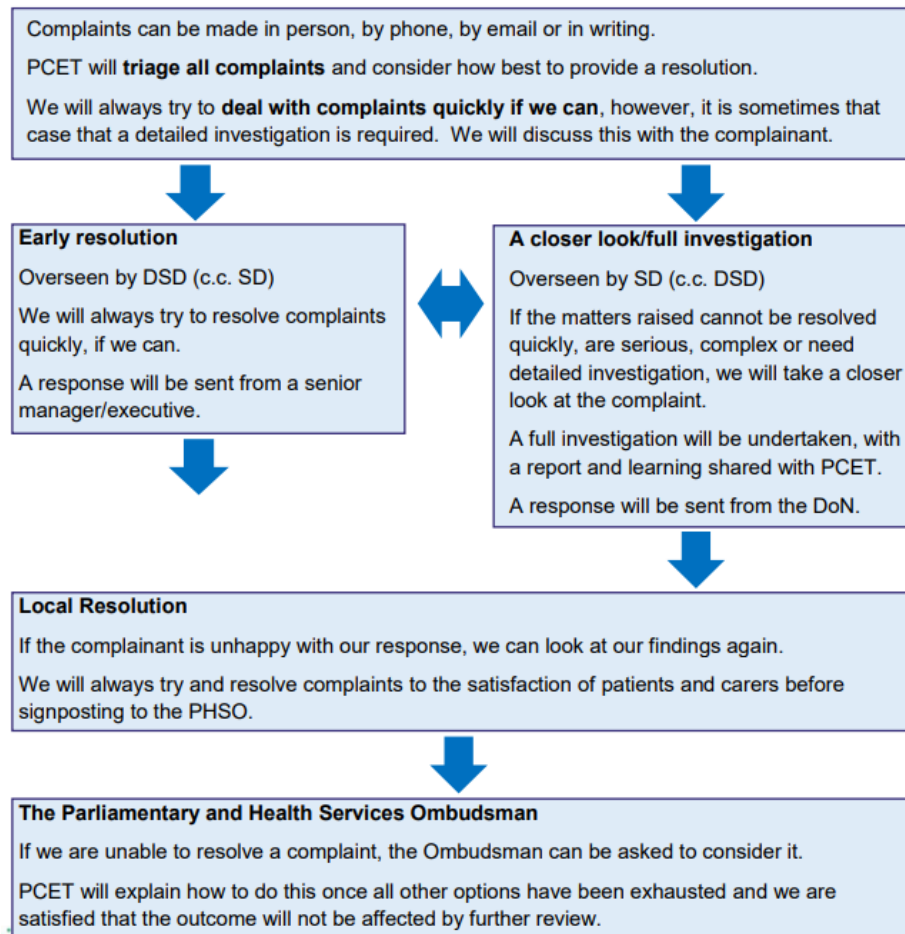 Complaints can be made in person, by phone, by email or in writing.
PCET will triage all complaints and consider how best to provide a resolution.
We will always try to deal with complaints quickly if we can, however, it is sometimes that
case that a detailed investigation is required. We will discuss this with the complainant.
Early resolution
Overseen by DSD (c.c. SD)
We will always try to resolve complaints
quickly, if we can.
A response will be sent from a senior
manager/executive.
A closer look/full investigation
Overseen by SD (c.c. DSD)
If the matters raised cannot be resolved
quickly, are serious, complex or need
detailed investigation, we will take a closer
look at the complaint.
A full investigation will be undertaken, with
a report and learning shared with PCET.
A response will be sent from the DoN.
Local Resolution
If the complainant is unhappy with our response, we can look at our findings again.
We will always try and resolve complaints to the satisfaction of patients and carers before
signposting to the PHSO.
The Parliamentary and Health Services Ombudsman
If we are unable to resolve a complaint, the Ombudsman can be asked to consider it.
PCET will explain how to do this once all other options have been exhausted and we are
satisfied that the outcome will not be affected by further review.